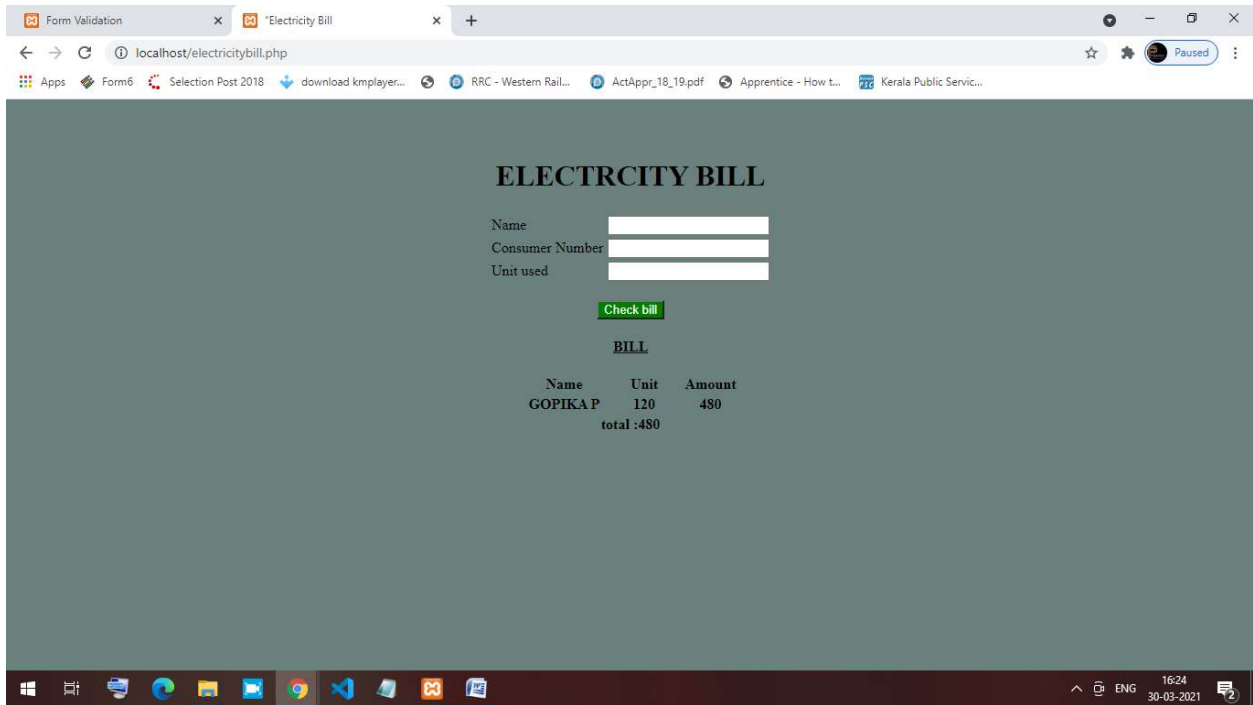 Form Validation
"Electricity Bill
localhost/electricitybill.php
Paused
Apps Form6 Selection Post 2018 download kmplayer... RRC - Western Rail... ActAppr_18_19.pdf Apprentice - How t... Kerala Public Servic...
ELECTRCITY BILL
Name
Consumer Number
Unit used
Check bill
BILL
Name Unit Amount
GOPIKA P 120 480
total :480
ENG
16:24
30-03-2021
2